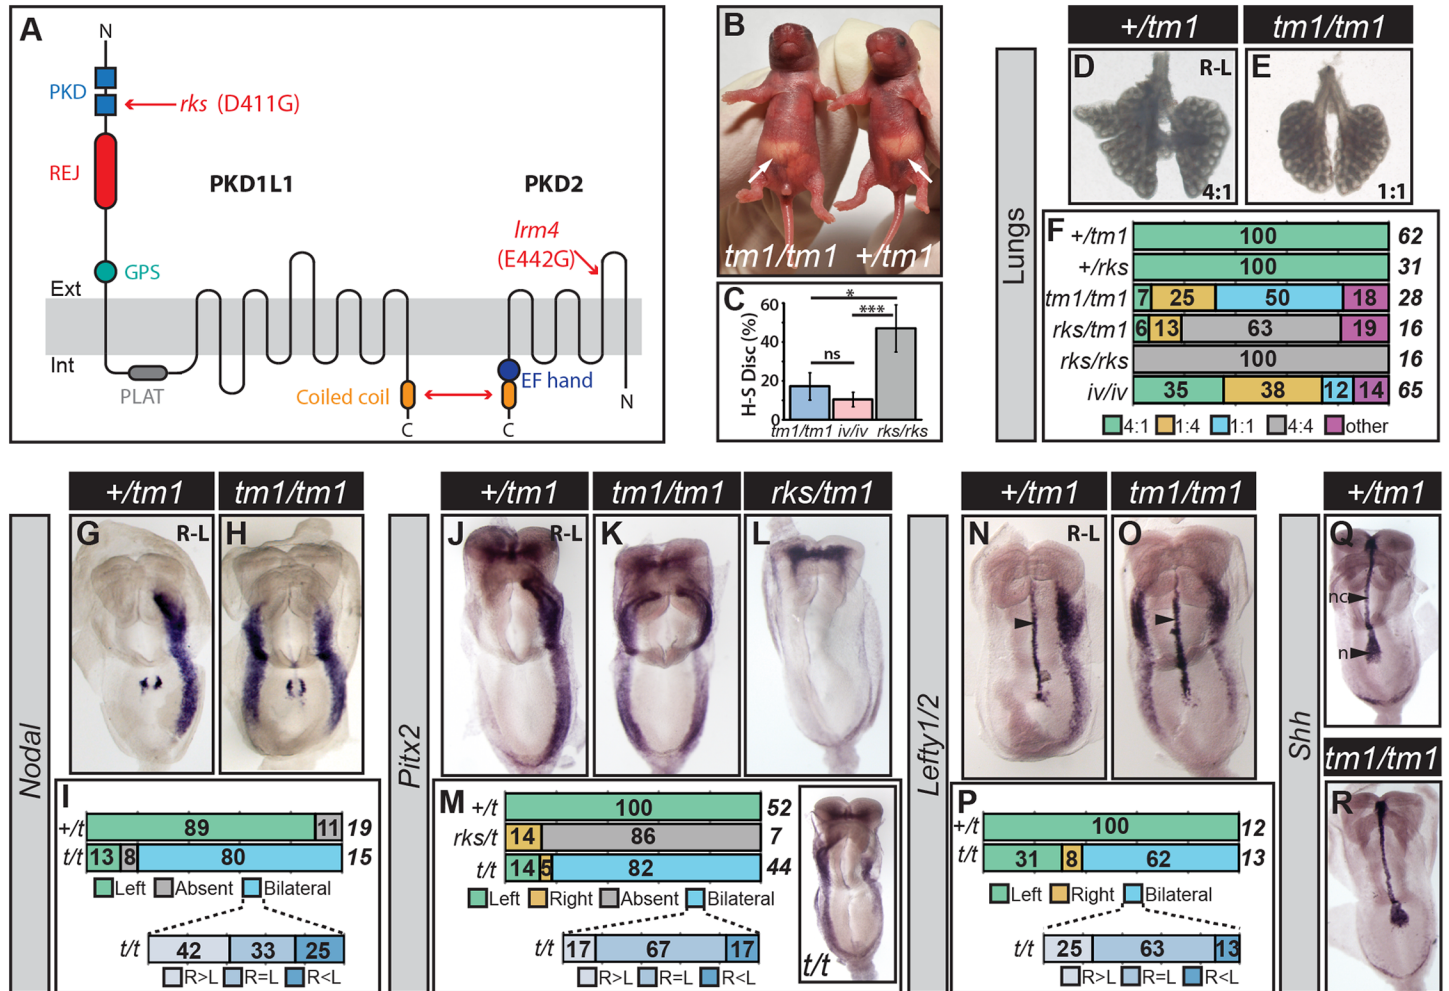 A
N
PKD
rks (D411G)
REJ
PKD1L1
PKD2
lrm4
(E442G)
GPS
Ext
Int
PLAT
Coiled coil
EF hand
N
C
C
B
tm1/tm1
+/tm1
C
H-S Disc (%)
60
40
20
0
*
***
ns
tm1/tm1 iv/iv rks/rks
Lungs
+/tm1
tm1/tm1
D
R-L
4:1
E
1:1
F
+/tm1 100 62
+/rks 100 31
tm1/tm1 7 25 50 18 28
rks/tm1 6 13 63 19 16
rks/rks 100 16
iv/iv 35 38 12 14 65
4:1 1:4 1:1 4:4 other
Nodal
+/tm1
tm1/tm1
G
R-L
H
I
+/t 89 11 19
t/t 13 8 80 15
Left Absent Bilateral
t/t 42 33 25
R>L R=L R<L
Pitx2
+/tm1
tm1/tm1
rks/tm1
J
R-L
K
L
M
+/t 100 52
rks/t 14 86 7
t/t 14 5 82 44
Left Right Absent Bilateral
t/t 17 67 17
R>L R=L R<L
t/t
Lefty1/2
+/tm1
tm1/tm1
N
R-L
O
P
+/t 100 12
t/t 31 8 62 13
Left Right Bilateral
t/t 25 63 13
R>L R=L R<L
Shh
+/tm1
Q
nc
n
tm1/tm1
R